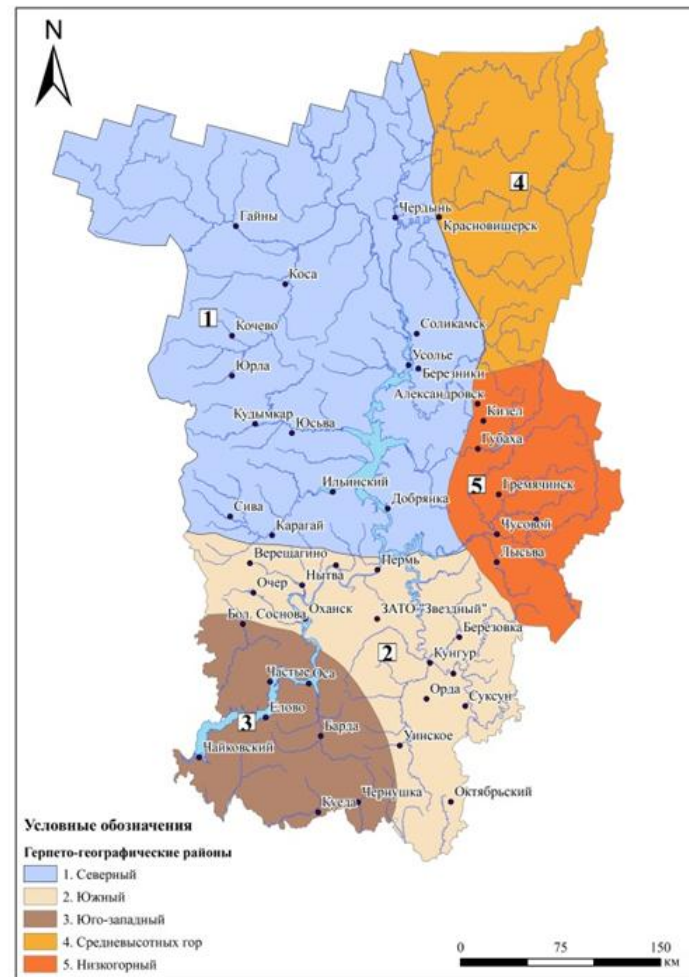 N
4
Чердынь
Красновишерск
Гайны
Коса
1
Кочево
Соликамск
Усолье
Березники
Юрла
Александровск
Кизел
Кудымкар
Юсьва
Губаха
Ильинский
5
Гремячинск
Добрянка
Сива
Чусовой
Карагай
Лысьва
Верещагино
Пермь
Нытва
Очер
Оханск
ЗАТО "Звездный"
Бол. Соснова
Березовка
2
Кунгур
Частые
Оса
Орда
Суксун
3
Елово
Барда
Уинское
Чайковский
Октябрьский
Чернушка
Куеда
Условные обозначения
Герпето-географические районы
1. Северный
2. Южный
3. Юго-западный
4. Средневысотных гор
5. Низкогорный
0 75 150
км